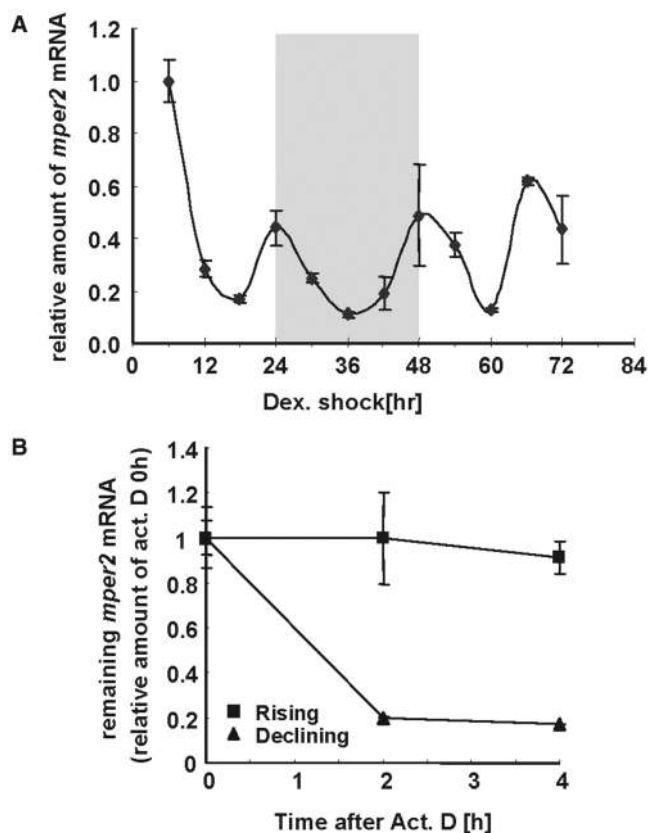 A
relative amount of mper2 mRNA
1.2
1.0
0.8
0.6
0.4
0.2
0.0
0 12 24 36 48 60 72 84
Dex. shock[hr]
B
remaining mper2 mRNA
(relative amount of act. D 0h)
1.4
1.2
1
0.8
0.6
0.4
0.2
0
Rising
Declining
0 1 2 3 4
Time after Act. D [h]